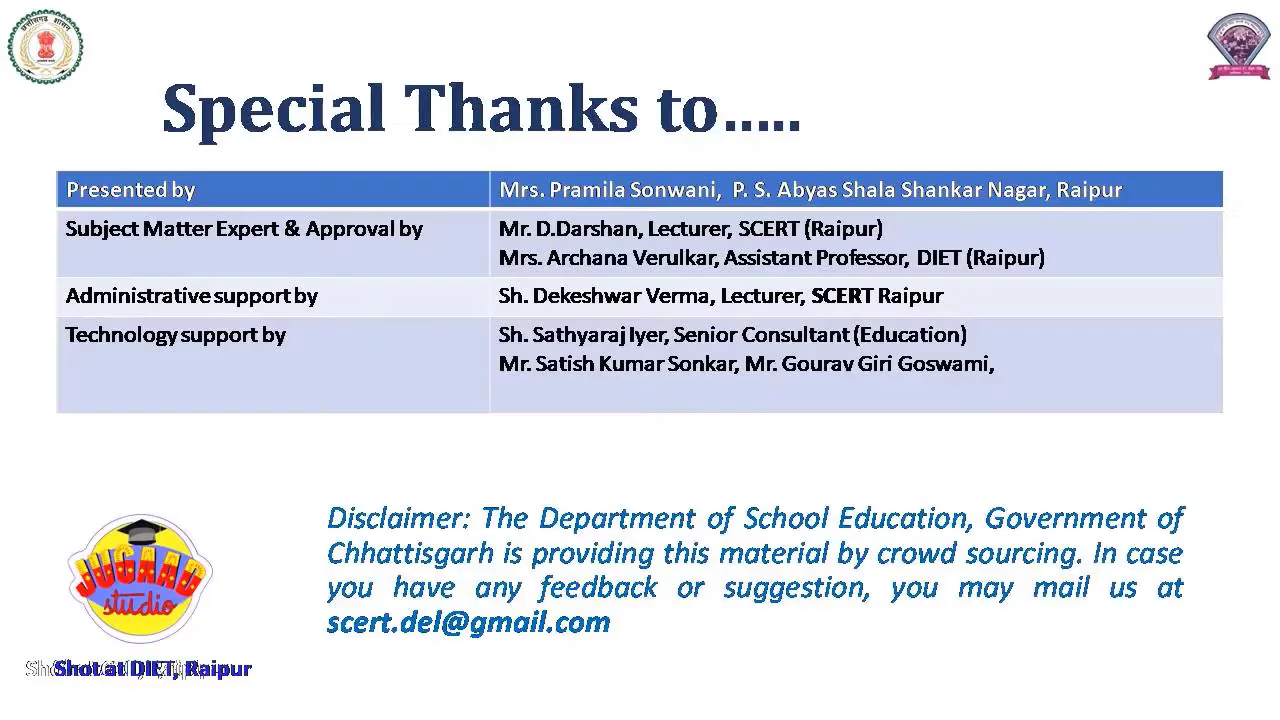 छत्तीसगढ़ शासन
Special Thanks to.....
Presented by
Mrs. Pramila Sonwani, P. S. Abyas Shala Shankar Nagar, Raipur
Subject Matter Expert & Approval by
Mr. D.Darshan, Lecturer, SCERT (Raipur)
Mrs. Archana Verulkar, Assistant Professor, DIET (Raipur)
Administrative support by
Sh. Dekeshwar Verma, Lecturer, SCERT Raipur
Technology support by
Sh. Sathyaraj Iyer, Senior Consultant (Education)
Mr. Satish Kumar Sonkar, Mr. Gourav Giri Goswami,
Disclaimer: The Department of School Education, Government of
Chhattisgarh is providing this material by crowd sourcing. In case
you have any feedback or suggestion, you may mail us at
scert.del@gmail.com
JUGAAD
studio
Shot at DIET, Raipur